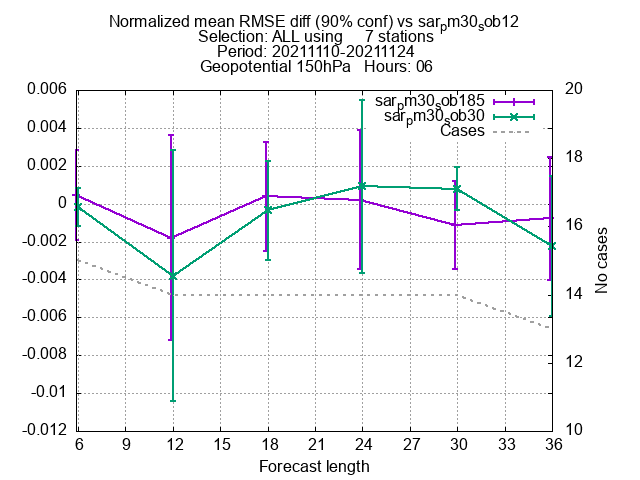 Normalized mean RMSE diff (90% conf) vs sarpm30sob12
Selection: ALL using 7 stations
Period: 20211110-20211124
Geopotential 150hPa Hours: 06
sarpm30sob185
sarpm30sob30
Cases
0.006
0.004
0.002
0
-0.002
-0.004
-0.006
-0.008
-0.01
-0.012
20
18
16
14
12
10
No cases
6 9 12 15 18 21 24 27 30 33 36
Forecast length